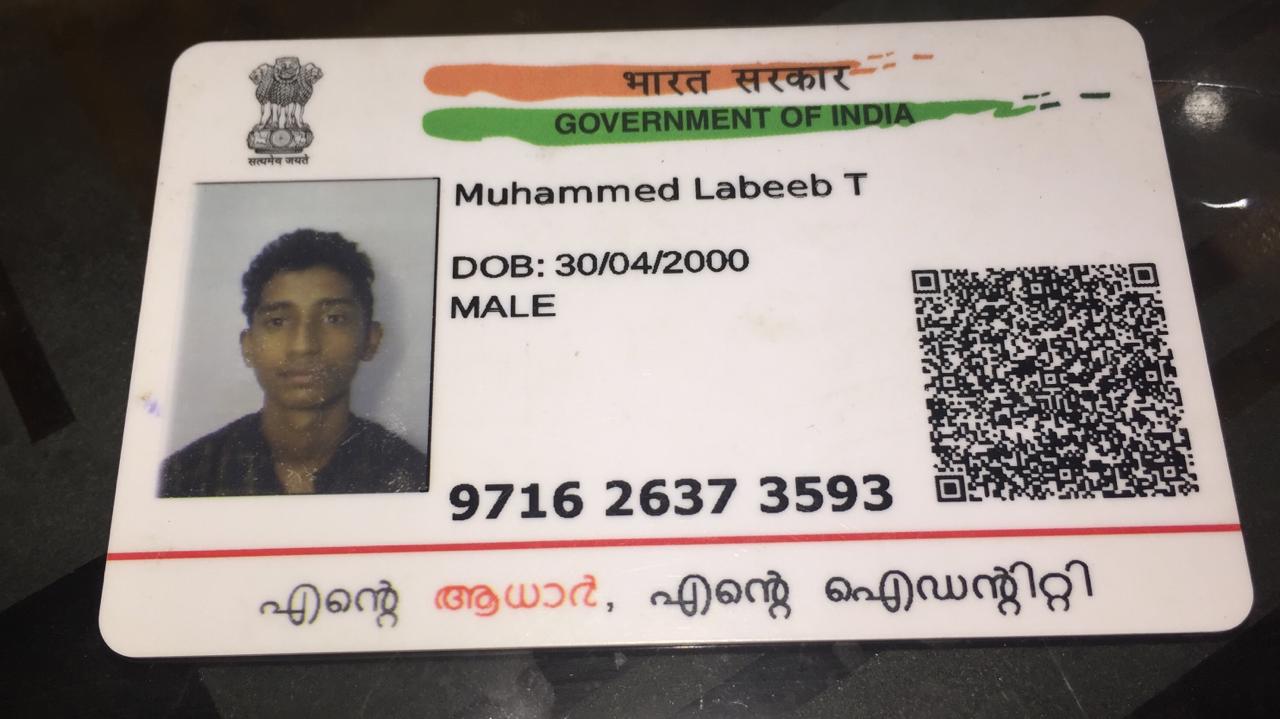 भारत सरकार
GOVERNMENT OF INDIA
सत्यमेव जयते
Muhammed Labeeb T
DOB: 30/04/2000
MALE
9716 2637 3593
എന്റെ ആധാർ, എന്റെ ഐഡന്റിറ്റി